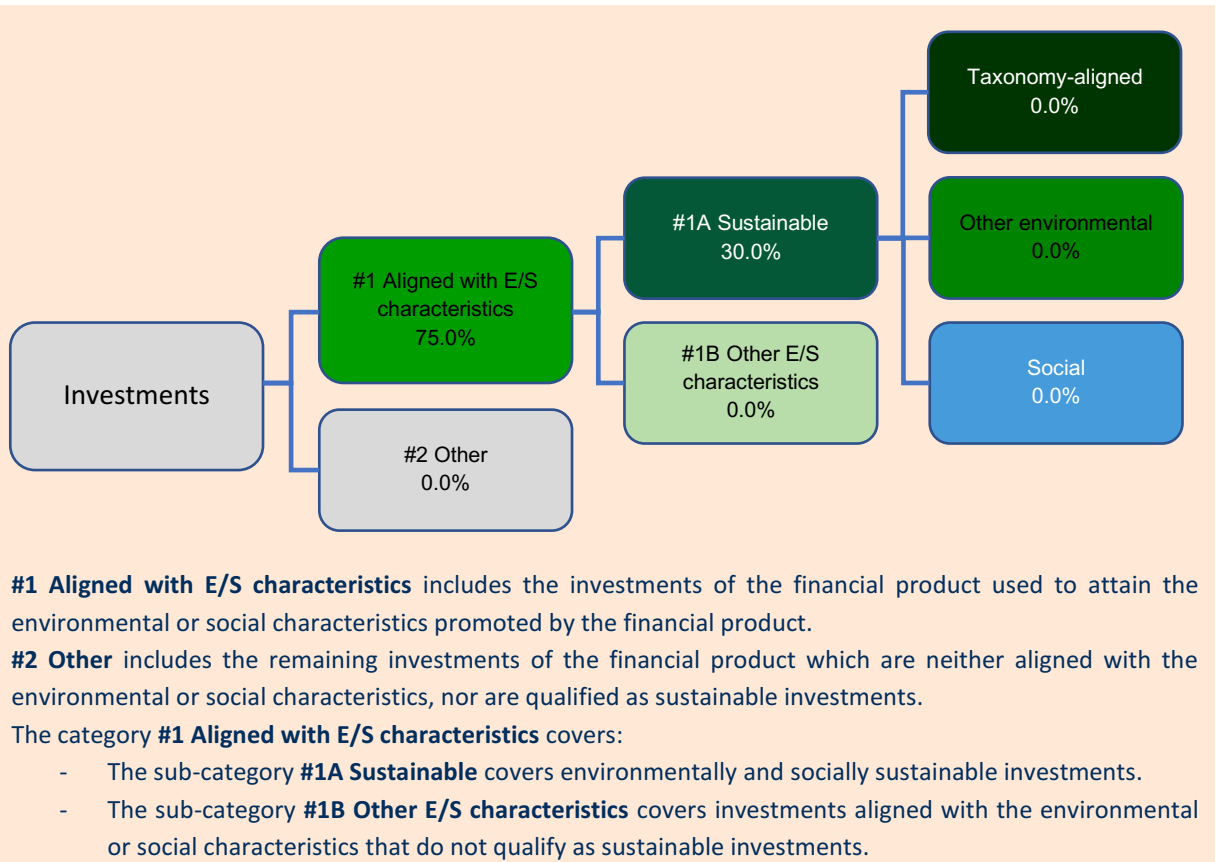 Taxonomy-aligned
0.0%
#1A Sustainable
30.0%
Other environmental
0.0%
#1 Aligned with E/S
characteristics
75.0%
#1B Other E/S
characteristics
0.0%
Social
0.0%
Investments
#2 Other
0.0%
#1 Aligned with E/S characteristics includes the investments of the financial product used to attain the
environmental or social characteristics promoted by the financial product.
#2 Other includes the remaining investments of the financial product which are neither aligned with the
environmental or social characteristics, nor are qualified as sustainable investments.
The category #1 Aligned with E/S characteristics covers:
- The sub-category #1A Sustainable covers environmentally and socially sustainable investments.
- The sub-category #1B Other E/S characteristics covers investments aligned with the environmental
or social characteristics that do not qualify as sustainable investments.